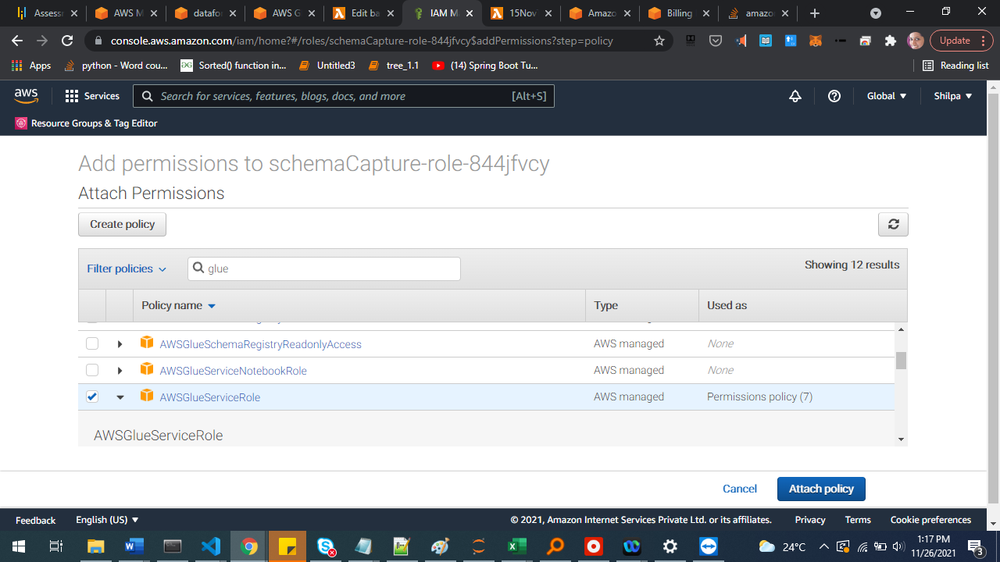 Assessm
AWS M
datafor
AWS G
Edit ba
IAM M
15Nov
Amazo
Billing
amazon
console.aws.amazon.com/iam/home?#/roles/schemaCapture-role-844jfvcy$addPermissions?step=policy
Update
Apps
python - Word cou...
Sorted() function in...
Untitled3
tree_1.1
(14) Spring Boot Tu...
Reading list
aws
Services
Search for services, features, blogs, docs, and more
[Alt+S]
Global
Shilpa
Resource Groups & Tag Editor
Add permissions to schemaCapture-role-844jfvcy
Attach Permissions
Create policy
Filter policies
glue
Showing 12 results
Policy name
Type
Used as
AWSGlueSchemaRegistryReadonlyAccess
AWS managed
None
AWSGlueServiceNotebookRole
AWS managed
None
AWSGlueServiceRole
AWS managed
Permissions policy (7)
AWSGlueServiceRole
Cancel
Attach policy
Feedback
English (US)
© 2021, Amazon Internet Services Private Ltd. or its affiliates.
Privacy
Terms
Cookie preferences
24°C
1:17 PM
11/26/2021
3